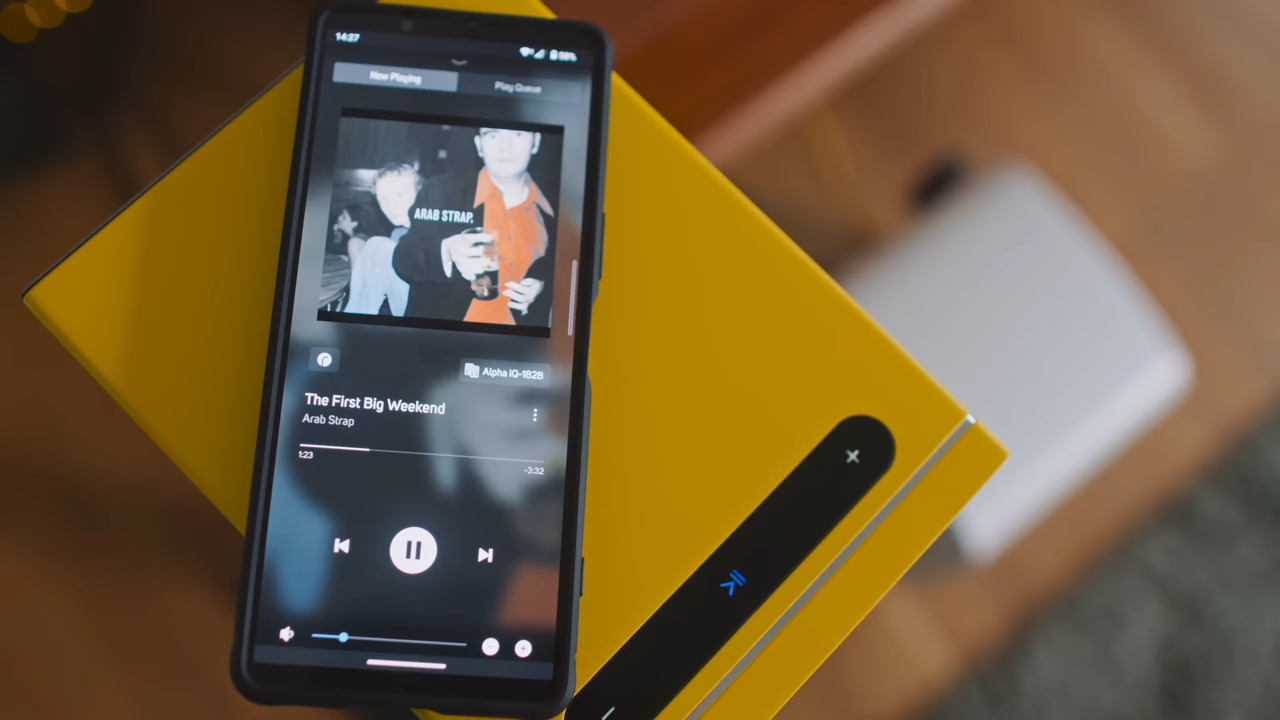 14:27
58%
Now Playing
Play Queue
ARAB STRAP.
Alpha iQ-182B
The First Big Weekend
Arab Strap
1:23
-3:32